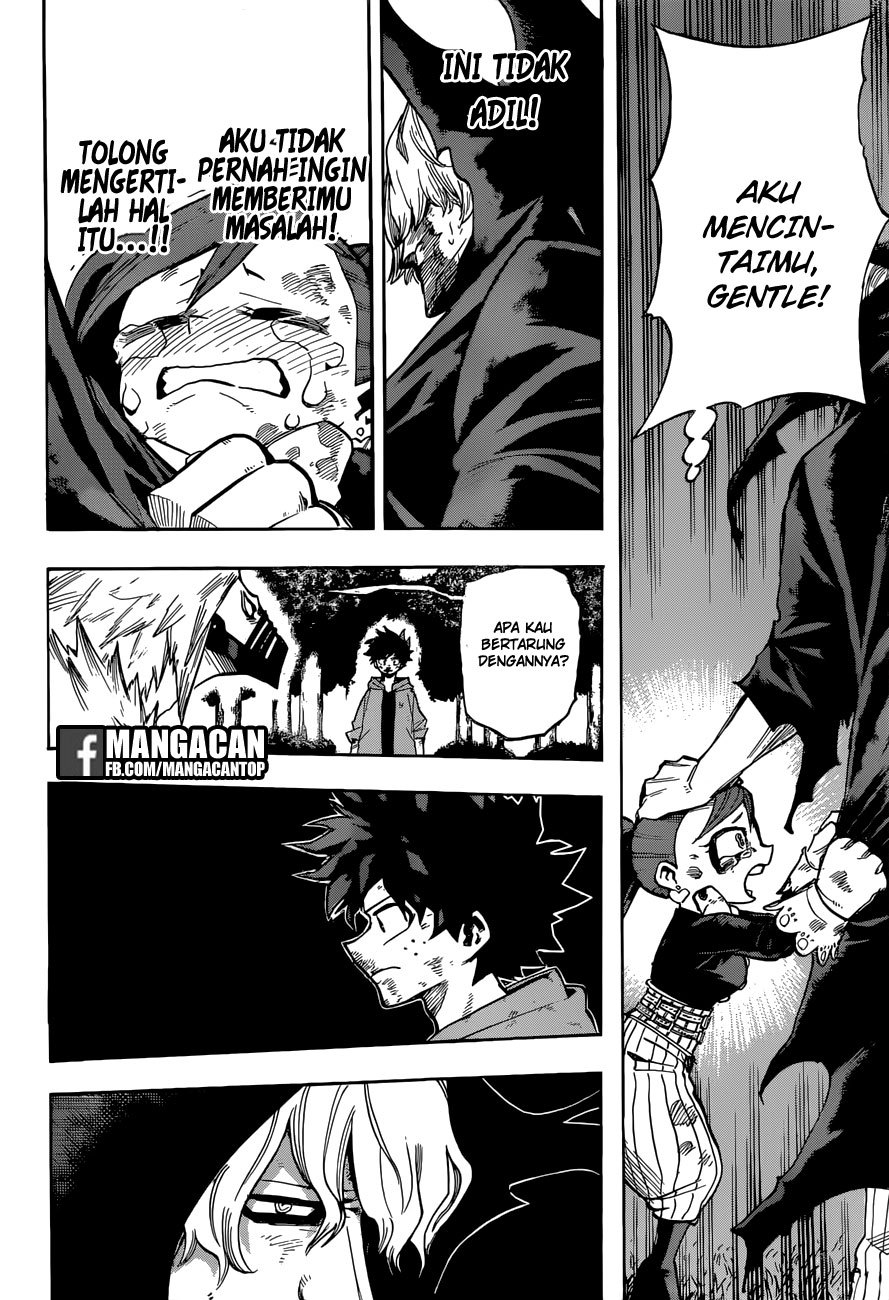 AKU
MENCIN-
TAIMU,
GENTLE!
INI TIDAK
ADIL!
AKU TIDAK
PERNAH INGIN
MEMBERIMU
MASALAH!
TOLONG
MENGERTI-
LAH HAL
ITU...!!
APA KAU
BERTARUNG
DENGANNYA?
f MANGACAN
FB.COM/MANGACANTOP